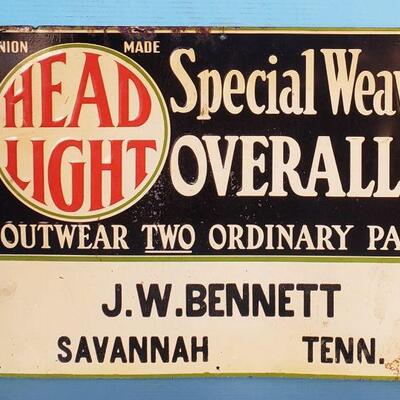 NION MADE
HEAD
LIGHT
Special Weav
OVERALL
OUTWEAR TWO ORDINARY PA
J.W.BENNETT
SAVANNAH TENN.